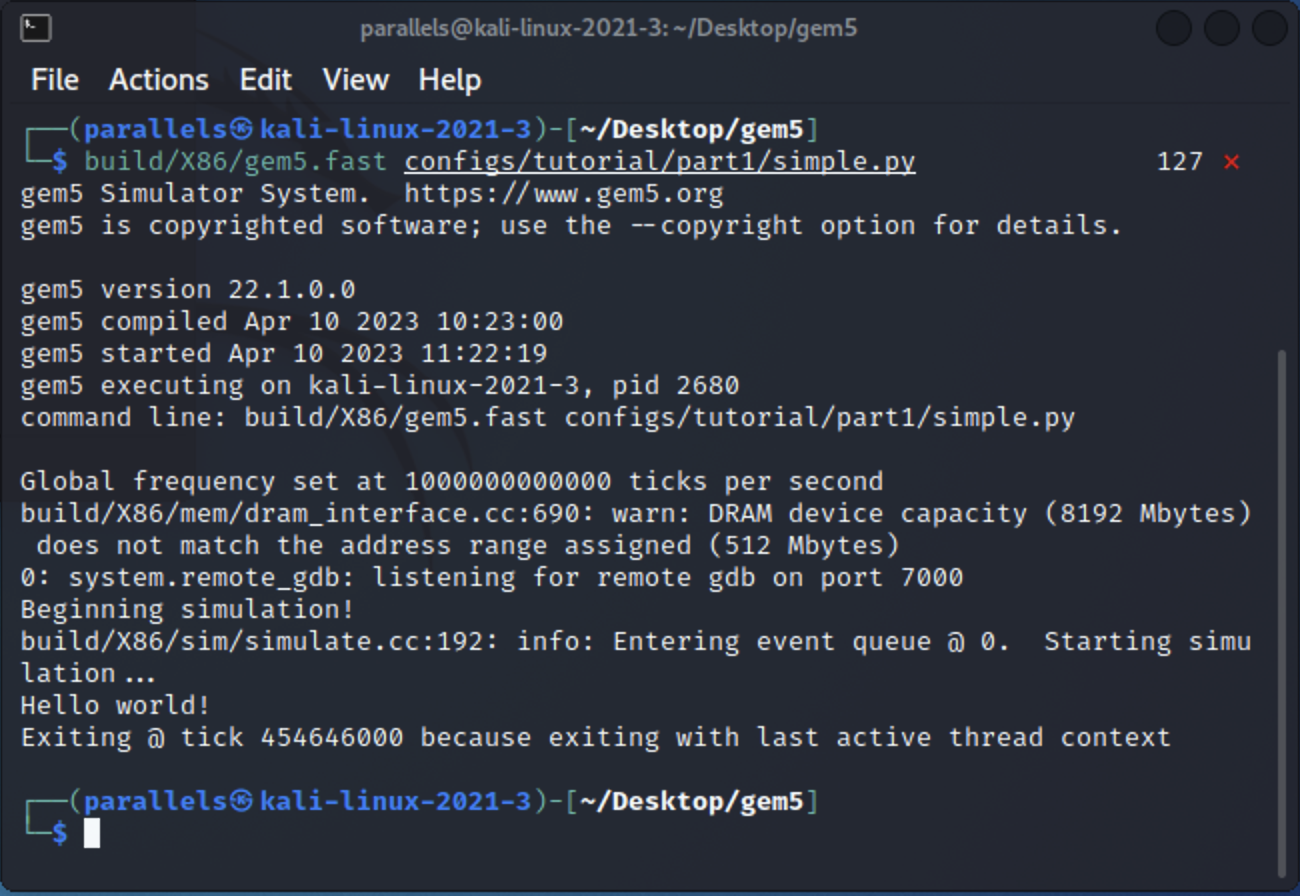 parallels@kali-linux-2021-3: ~/Desktop/gem5
File Actions Edit View Help
┌──(parallels㉿kali-linux-2021-3)-[~/Desktop/gem5]
└─$ build/X86/gem5.fast configs/tutorial/part1/simple.py 127 ✗
gem5 Simulator System.  https://www.gem5.org
gem5 is copyrighted software; use the --copyright option for details.

gem5 version 22.1.0.0
gem5 compiled Apr 10 2023 10:23:00
gem5 started Apr 10 2023 11:22:19
gem5 executing on kali-linux-2021-3, pid 2680
command line: build/X86/gem5.fast configs/tutorial/part1/simple.py

Global frequency set at 1000000000000 ticks per second
build/X86/mem/dram_interface.cc:690: warn: DRAM device capacity (8192 Mbytes)
 does not match the address range assigned (512 Mbytes)
0: system.remote_gdb: listening for remote gdb on port 7000
Beginning simulation!
build/X86/sim/simulate.cc:192: info: Entering event queue @ 0.  Starting simu
lation...
Hello world!
Exiting @ tick 454646000 because exiting with last active thread context

┌──(parallels㉿kali-linux-2021-3)-[~/Desktop/gem5]
└─$